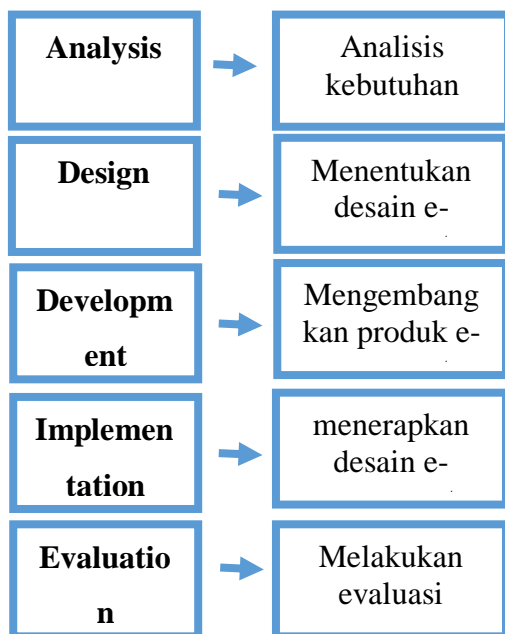 Analysis
Analisis
kebutuhan
Design
Menentukan
desain e-
Developm
ent
Mengembang
kan produk e-
Implemen
tation
menerapkan
desain e-
Evaluatio
n
Melakukan
evaluasi